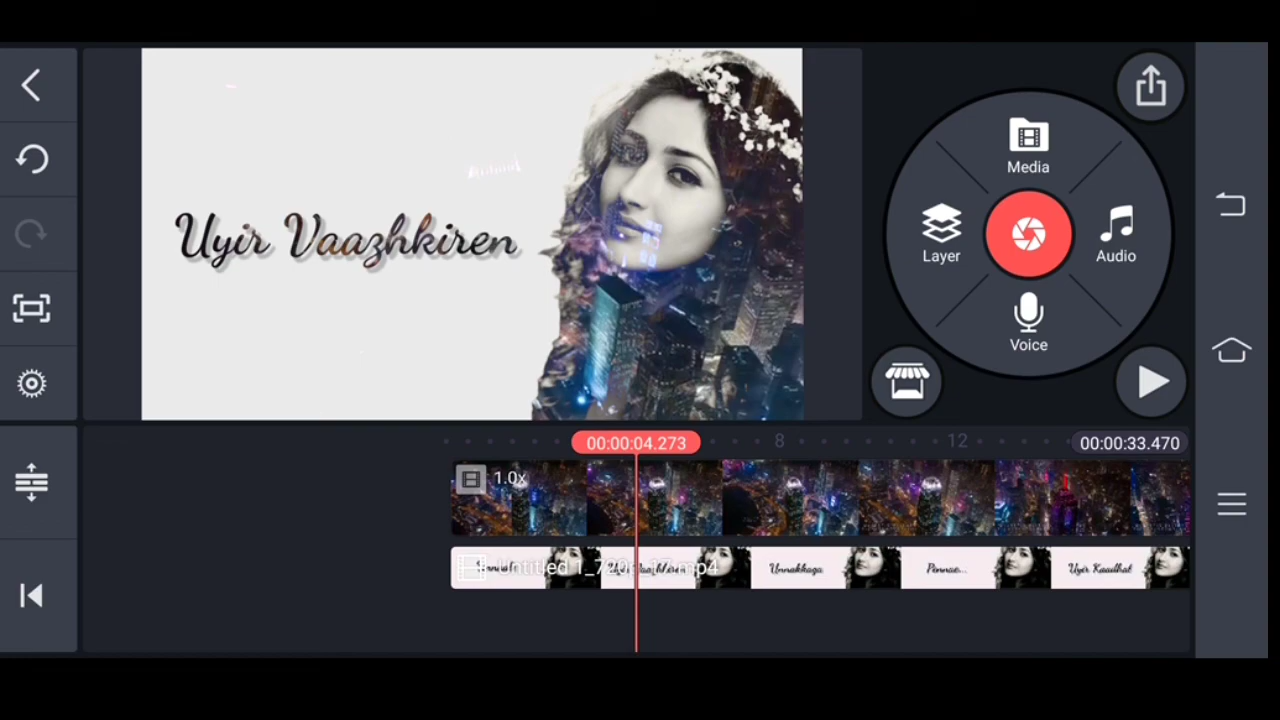 Uyir Vaazhkiren
Media
Layer
Audio
Voice
00:00:04.273
8
12
00:00:33.470
1.0x
Unnakkaga
Pennae...
Uyir Kaadhal